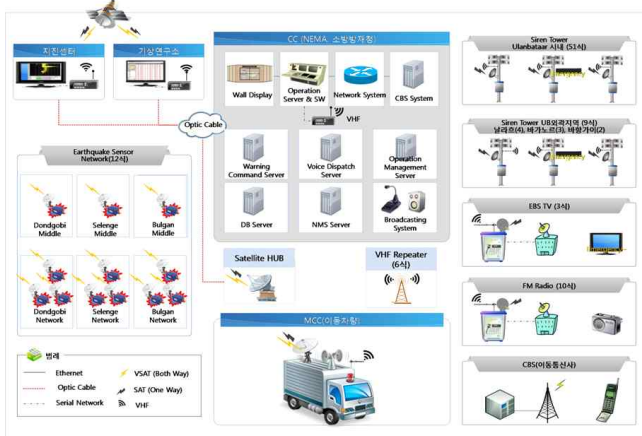 지진센터
기상연구소
Optic Cable
Earthquake Sensor
Network(12식)
Dondgobi
Middle
Selenge
Middle
Bulgan
Middle
Dondgobi
Network
Selenge
Network
Bulgan
Network
범례
Ethernet
Optic Cable
Serial Network
VSAT (Both Way)
SAT (One Way)
VHF
CC (NEMA, 소방방재청)
Wall Display
Operation
Server & SW
Network System
CBS System
VHF
Warning
Command Server
Voice Dispatch
Server
Operation
Management
Server
DB Server
NMS Server
Broadcasting
System
Satellite HUB
VHF Repeater
(6식)
MCC(이동차량)
Siren Tower
Ulanbataar 시내 (51식)
Siren Tower UB외곽지역 (9식)
날라흐(4), 바가노르(3), 바항가이(2)
EBS TV (3식)
FM Radio (10식)
CBS(이동통신사)